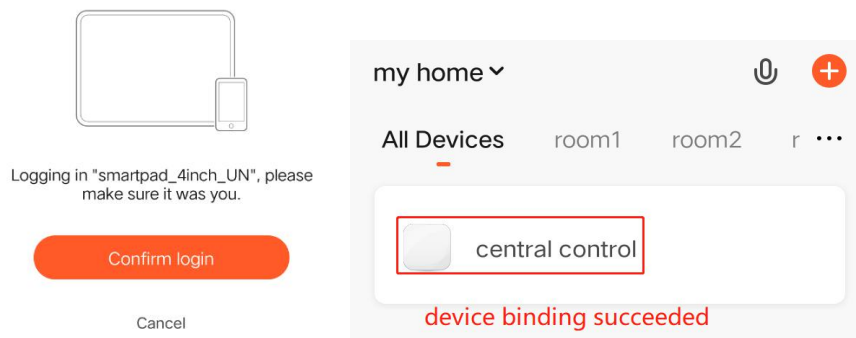 Logging in "smartpad_4inch_UN", please
make sure it was you.
Confirm login
Cancel
my home
All Devices room1 room2 r ...
central control
device binding succeeded